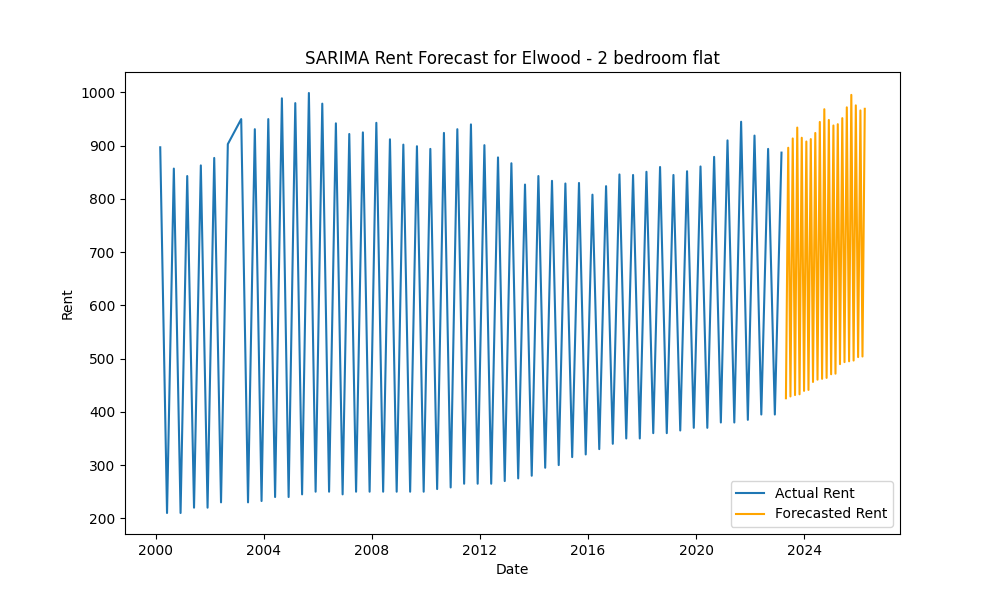 SARIMA Rent Forecast for Elwood - 2 bedroom flat
1000
900
800
700
600
500
400
300
200
Rent
2000 2004 2008 2012 2016 2020 2024
Date
Actual Rent
Forecasted Rent